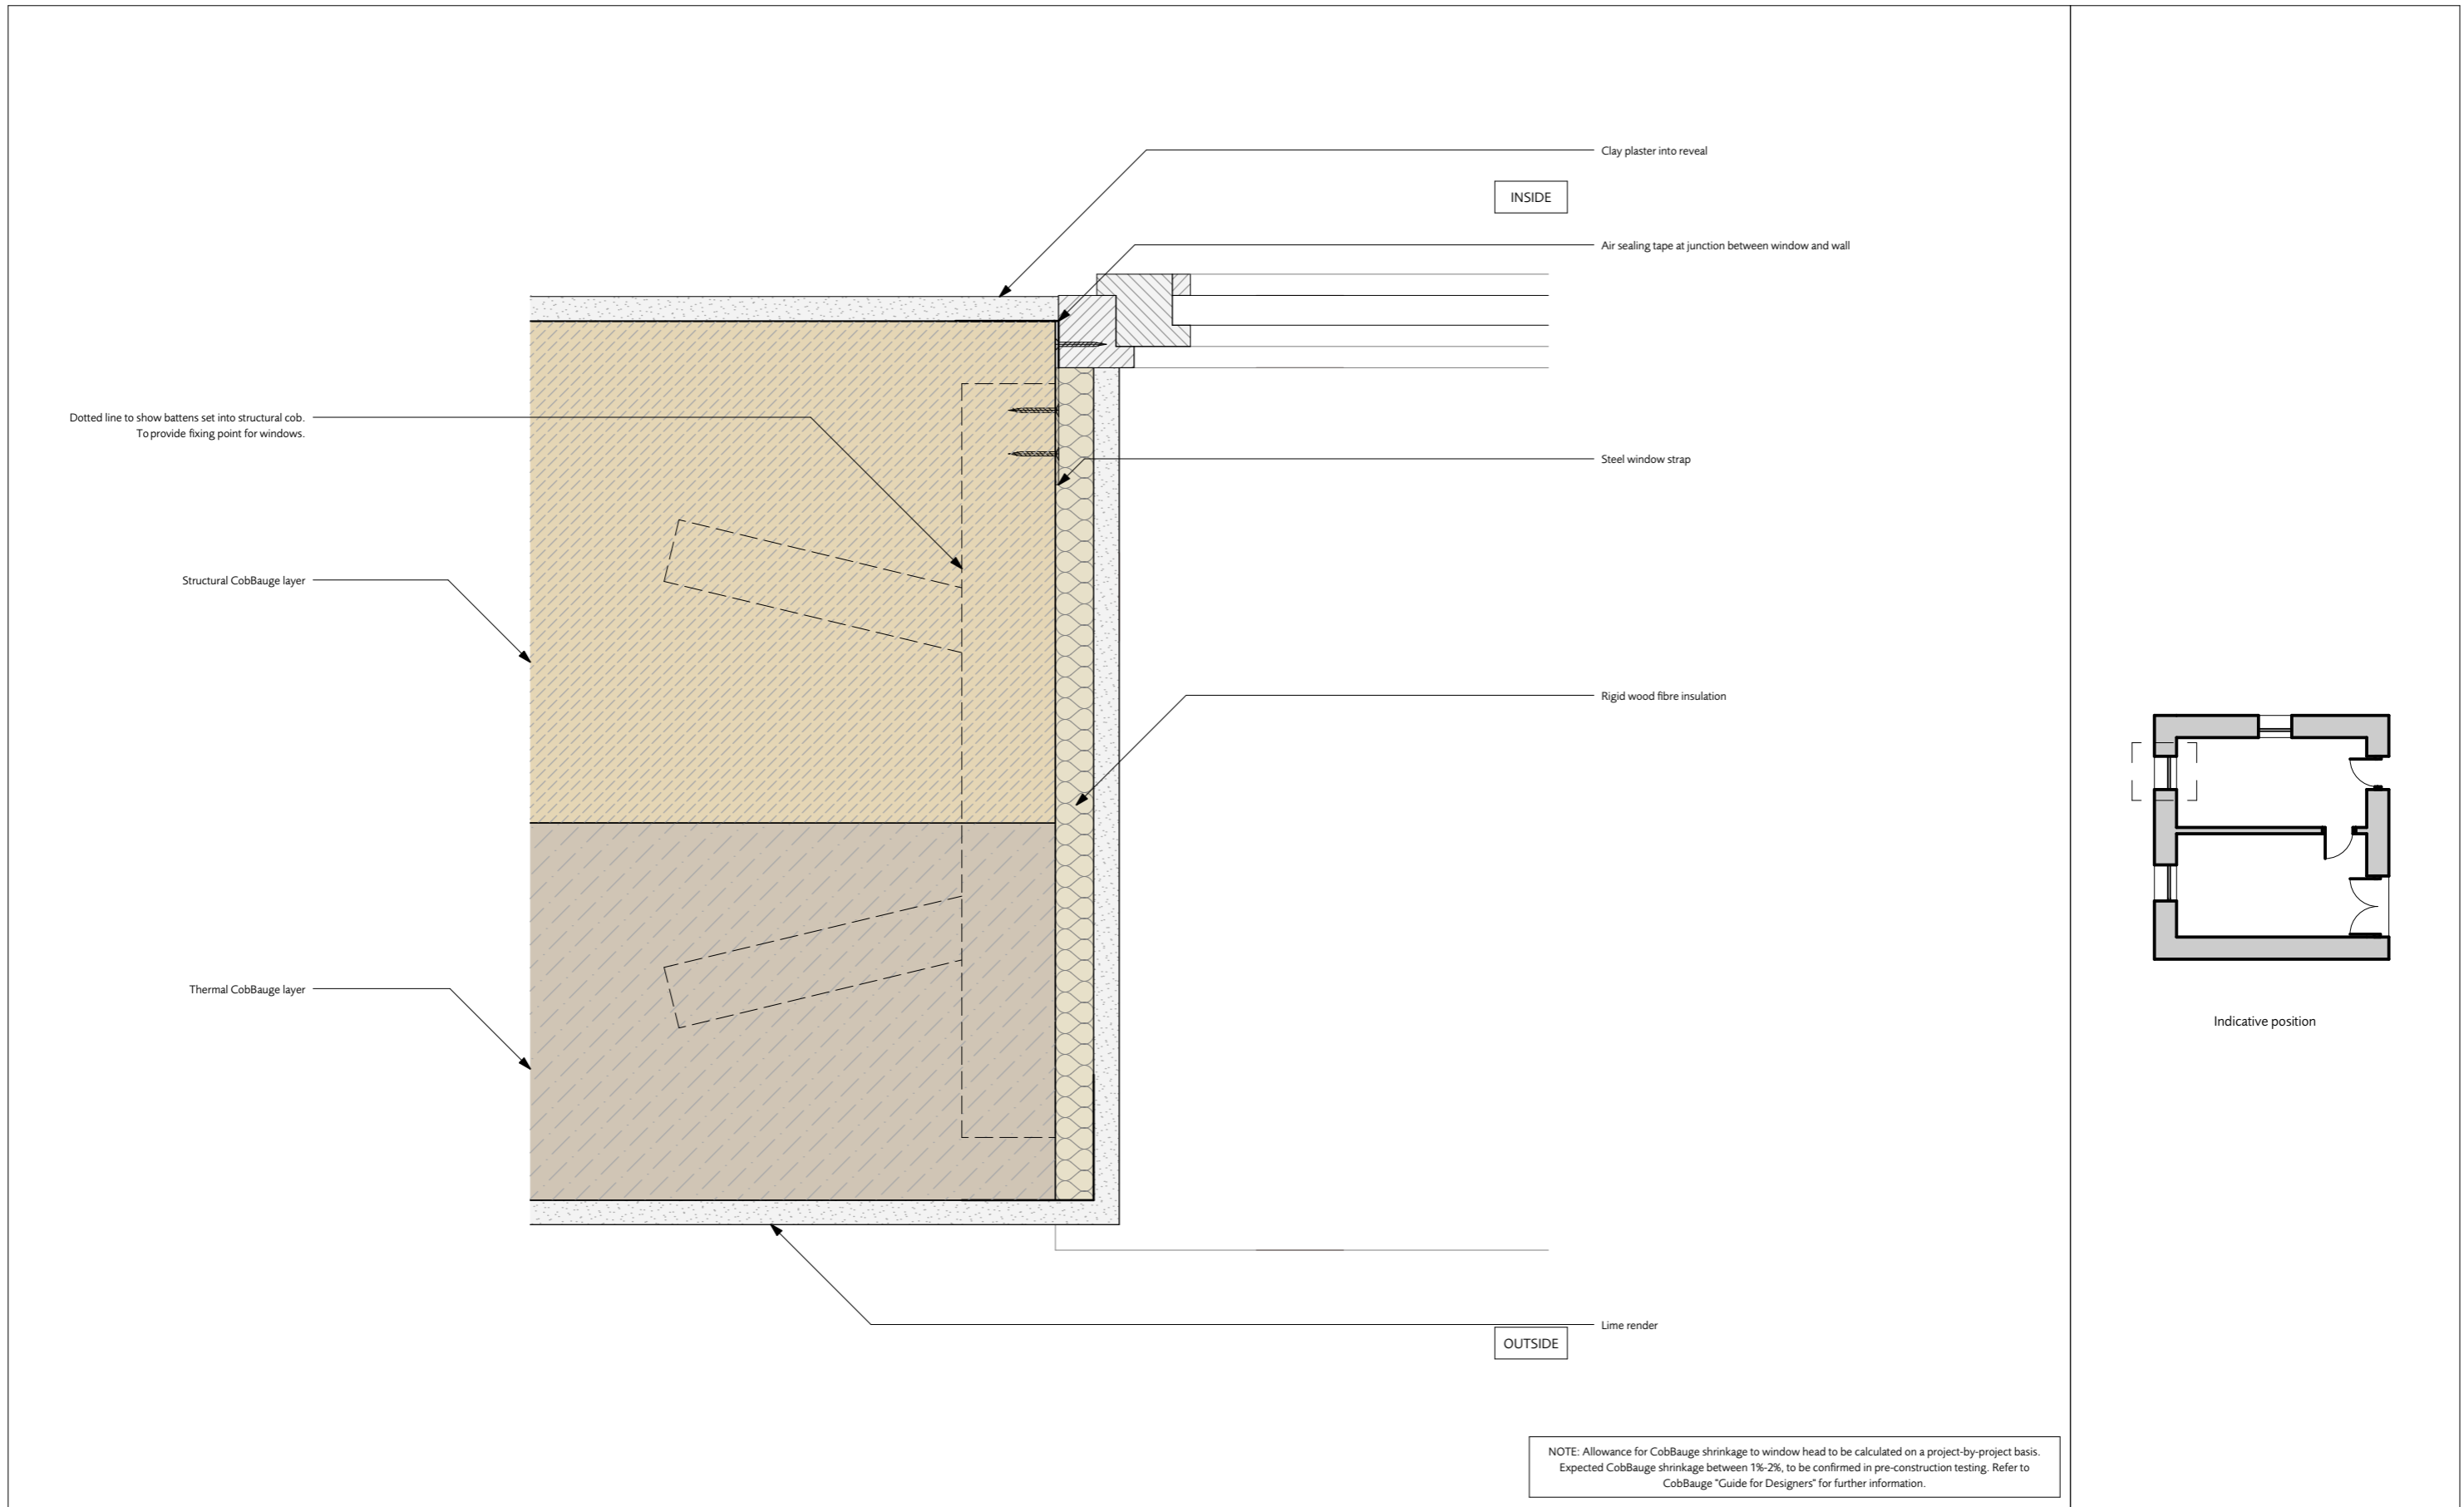 Clay plaster into reveal
INSIDE
Air sealing tape at junction between window and wall
Dotted line to show battens set into structural cob.
To provide fixing point for windows.
Steel window strap
Structural CobBauge layer
Rigid wood fibre insulation
Thermal CobBauge layer
Indicative position
Lime render
OUTSIDE
NOTE: Allowance for CobBauge shrinkage to window head to be calculated on a project-by-project basis.
Expected CobBauge shrinkage between 1%-2%, to be confirmed in pre-construction testing. Refer to
CobBauge "Guide for Designers" for further information.